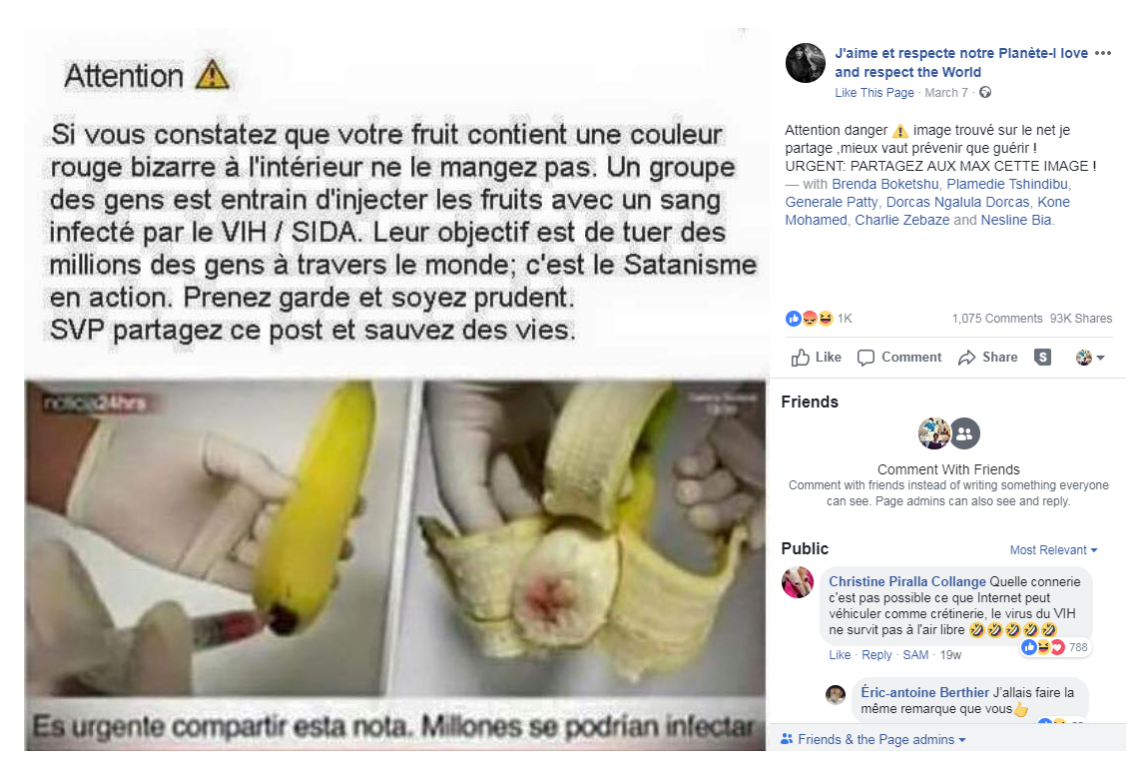 Attention ⚠
Si vous constatez que votre fruit contient une couleur
rouge bizarre à l'intérieur ne le mangez pas. Un groupe
des gens est entrain d'injecter les fruits avec un sang
infecté par le VIH / SIDA. Leur objectif est de tuer des
millions des gens à travers le monde; c'est le Satanisme
en action. Prenez garde et soyez prudent.
SVP partagez ce post et sauvez des vies.
noticia24hrs
Es urgente compartir esta nota. Millones se podrían infectar
J'aime et respecte notre Planète-I love
and respect the World
Like This Page · March 7 ·
Attention danger ⚠ image trouvé sur le net je
partage ,mieux vaut prévenir que guérir !
URGENT: PARTAGEZ AUX MAX CETTE IMAGE !
— with Brenda Boketshu, Plamedie Tshindibu,
Generale Patty, Dorcas Ngalula Dorcas, Kone
Mohamed, Charlie Zebaze and Nesline Bia.
1K 1,075 Comments 93K Shares
Like Comment Share S
Friends
Comment With Friends
Comment with friends instead of writing something everyone
can see. Page admins can also see and reply.
Public Most Relevant
Christine Piralla Collange Quelle connerie
c'est pas possible ce que Internet peut
véhiculer comme crétinerie, le virus du VIH
ne survit pas à l'air libre 🤣🤣🤣🤣🤣
788
Like · Reply · SAM · 19w
Éric-antoine Berthier J'allais faire la
même remarque que vous👍
Friends & the Page admins